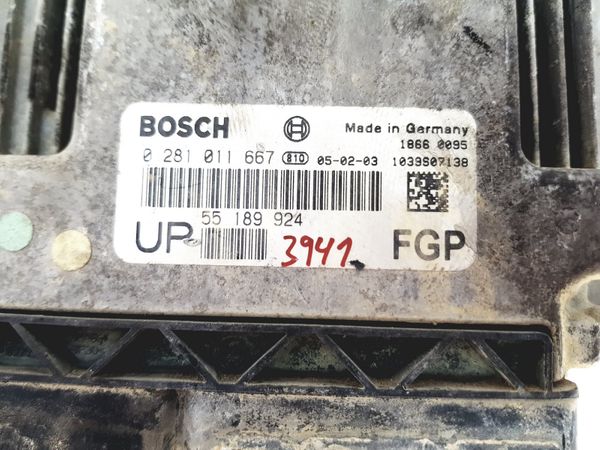 BOSCH Made in Germany
1866 0095
0 281 011 667 810 05-02-03 1039S07138
55 189 924
UP 3941 FGP